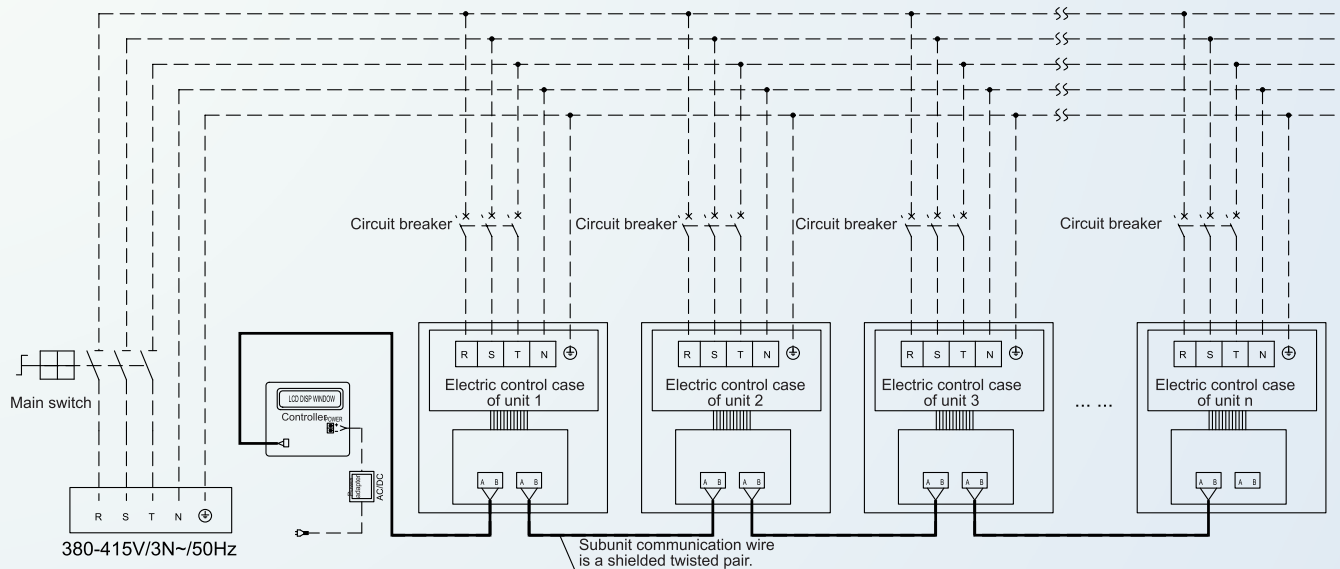 Circuit breaker
Circuit breaker
Circuit breaker
Circuit breaker
Main switch
LCD DISP WINDOW
Controller
POWER
+ -
Power
adapter
AC/DC
R S T N
380-415V/3N~/50Hz
R S T N
Electric control case
of unit 1
A B A B
R S T N
Electric control case
of unit 2
A B A B
R S T N
Electric control case
of unit 3
A B A B
... ...
R S T N
Electric control case
of unit n
A B A B
Subunit communication wire
is a shielded twisted pair.